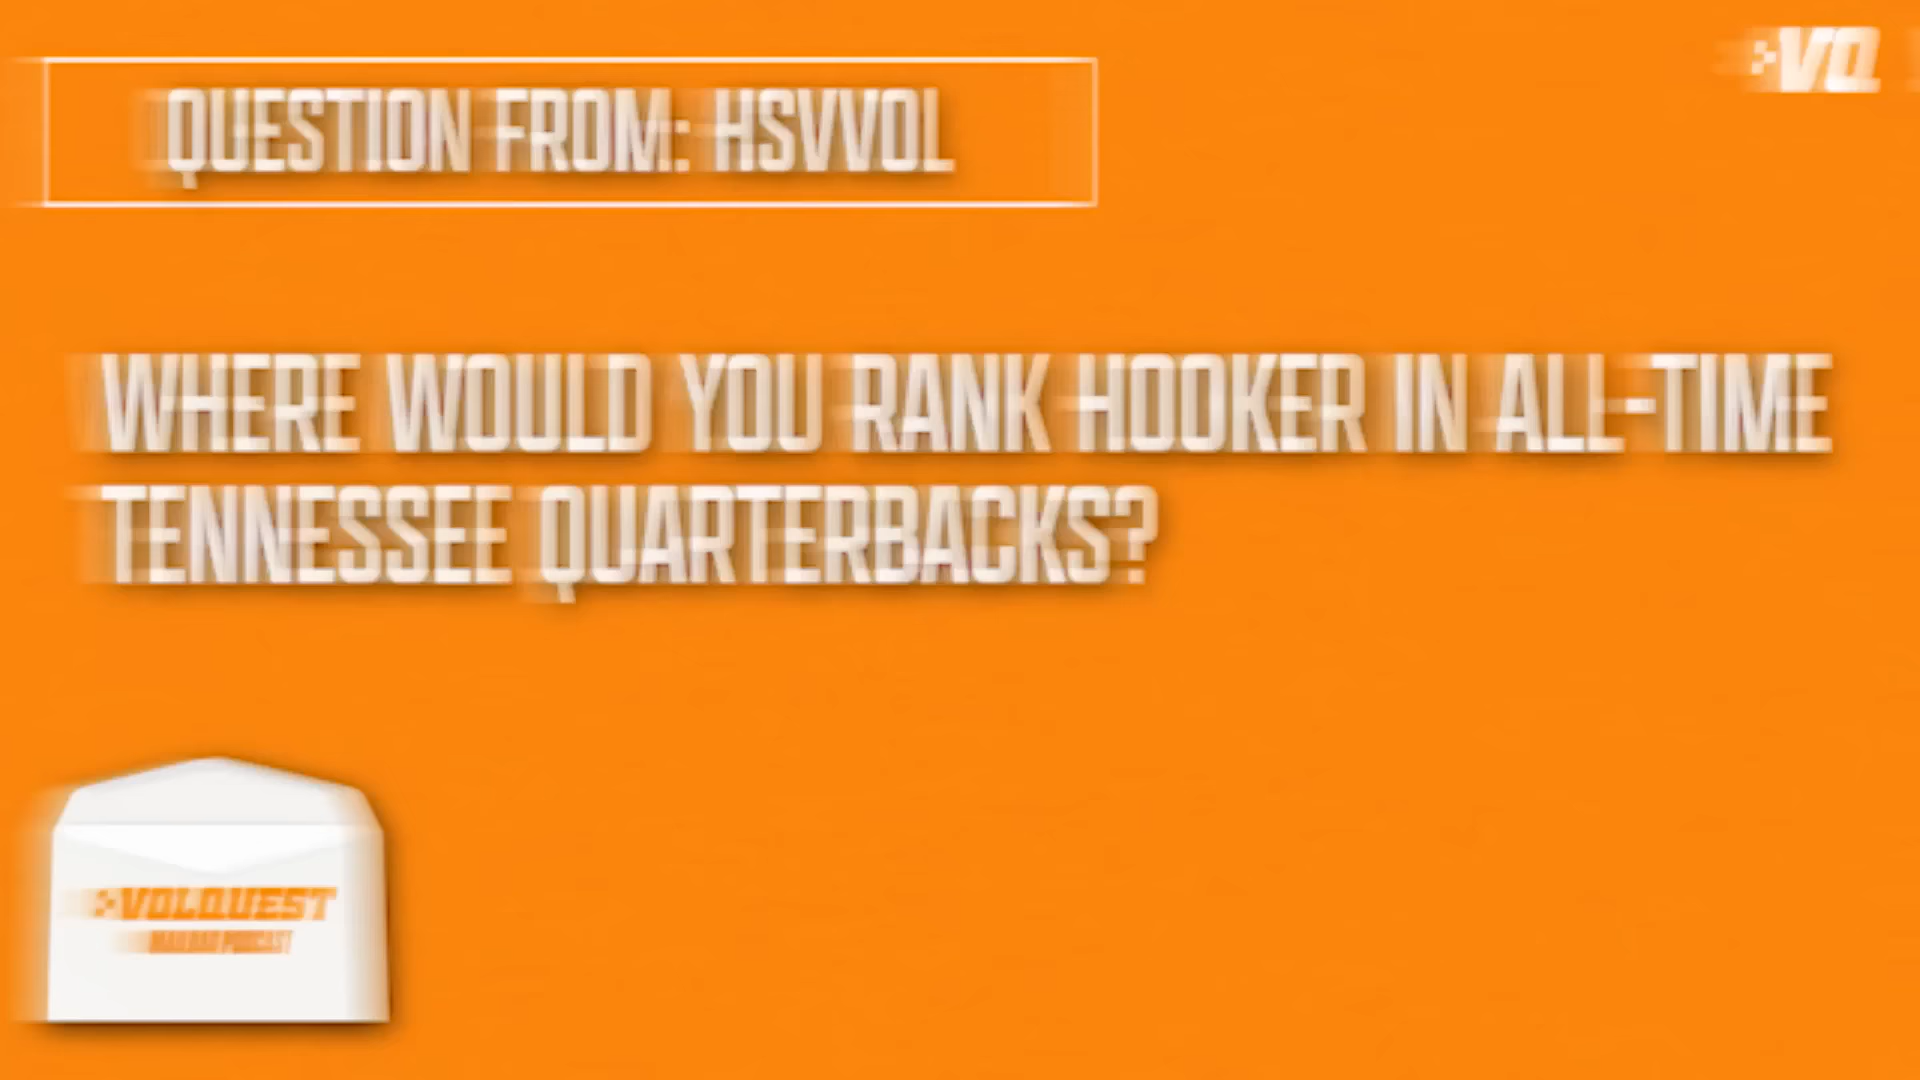 VQ
QUESTION FROM: HSVVOL
WHERE WOULD YOU RANK HOOKER IN ALL-TIME
TENNESSEE QUARTERBACKS?
VOLQUEST